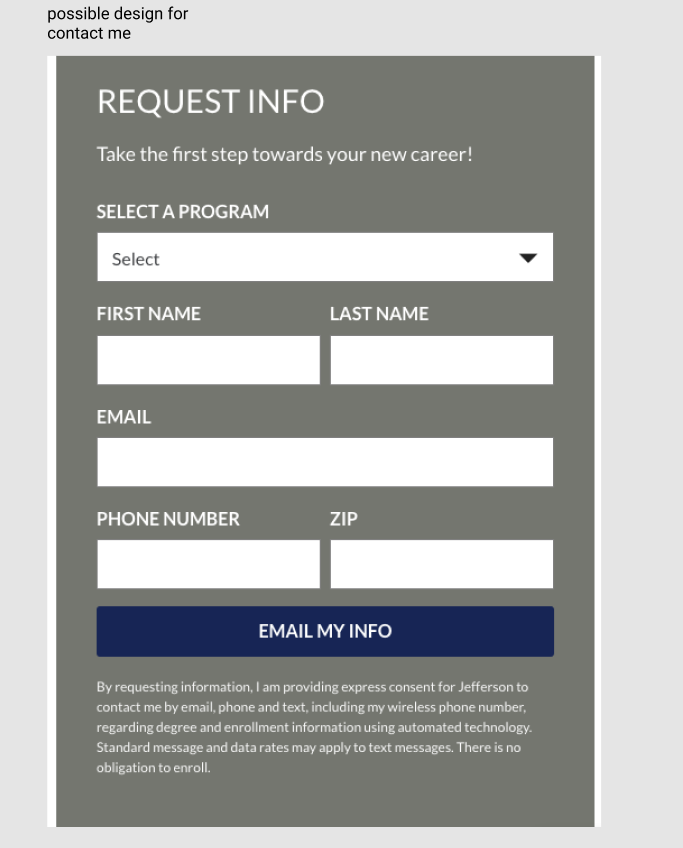 possible design for
contact me
REQUEST INFO
Take the first step towards your new career!
SELECT A PROGRAM
Select
FIRST NAME LAST NAME
EMAIL
PHONE NUMBER ZIP
EMAIL MY INFO
By requesting information, I am providing express consent for Jefferson to
contact me by email, phone and text, including my wireless phone number,
regarding degree and enrollment information using automated technology.
Standard message and data rates may apply to text messages. There is no
obligation to enroll.